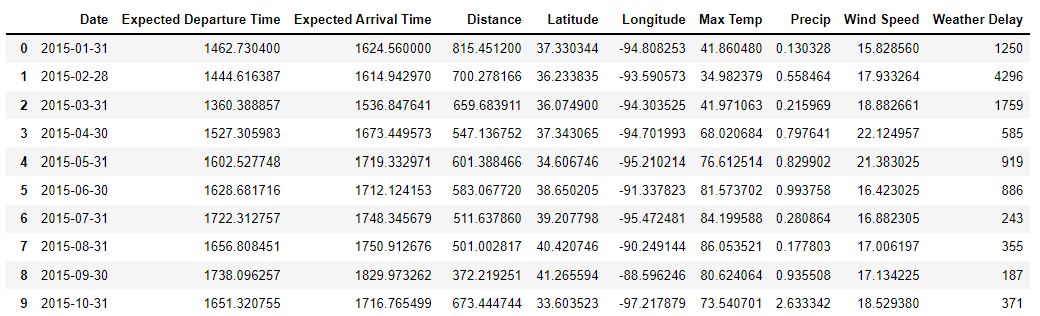 Date Expected Departure Time Expected Arrival Time Distance Latitude Longitude Max Temp Precip Wind Speed Weather Delay
0 2015-01-31 1462.730400 1624.560000 815.451200 37.330344 -94.808253 41.860480 0.130328 15.828560 1250
1 2015-02-28 1444.616387 1614.942970 700.278166 36.233835 -93.590573 34.982379 0.558464 17.933264 4296
2 2015-03-31 1360.388857 1536.847641 659.683911 36.074900 -94.303525 41.971063 0.215969 18.882661 1759
3 2015-04-30 1527.305983 1673.449573 547.136752 37.343065 -94.701993 68.020684 0.797641 22.124957 585
4 2015-05-31 1602.527748 1719.332971 601.388466 34.606746 -95.210214 76.612514 0.829902 21.383025 919
5 2015-06-30 1628.681716 1712.124153 583.067720 38.650205 -91.337823 81.573702 0.993758 16.423025 886
6 2015-07-31 1722.312757 1748.345679 511.637860 39.207798 -95.472481 84.199588 0.280864 16.882305 243
7 2015-08-31 1656.808451 1750.912676 501.002817 40.420746 -90.249144 86.053521 0.177803 17.006197 355
8 2015-09-30 1738.096257 1829.973262 372.219251 41.265594 -88.596246 80.624064 0.935508 17.134225 187
9 2015-10-31 1651.320755 1716.765499 673.444744 33.603523 -97.217879 73.540701 2.633342 18.529380 371